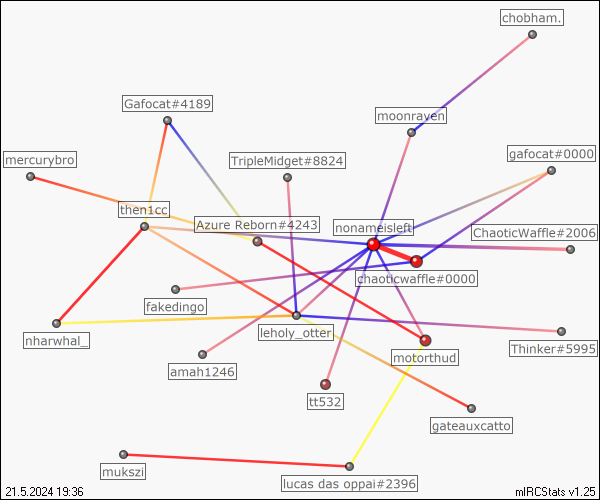 chobham.
Gafocat#4189
moonraven
mercurybro
TripleMidget#8824
gafocat#0000
then1cc
Azure Reborn#4243
nonameisleft
ChaoticWaffle#2006
chaoticwaffle#0000
fakedingo
leholy_otter
nharwhal_
amah1246
motorthud
Thinker#5995
tt532
gateauxcatto
mukszi
lucas das oppai#2396
21.5.2024 19:36
mIRCStats v1.25